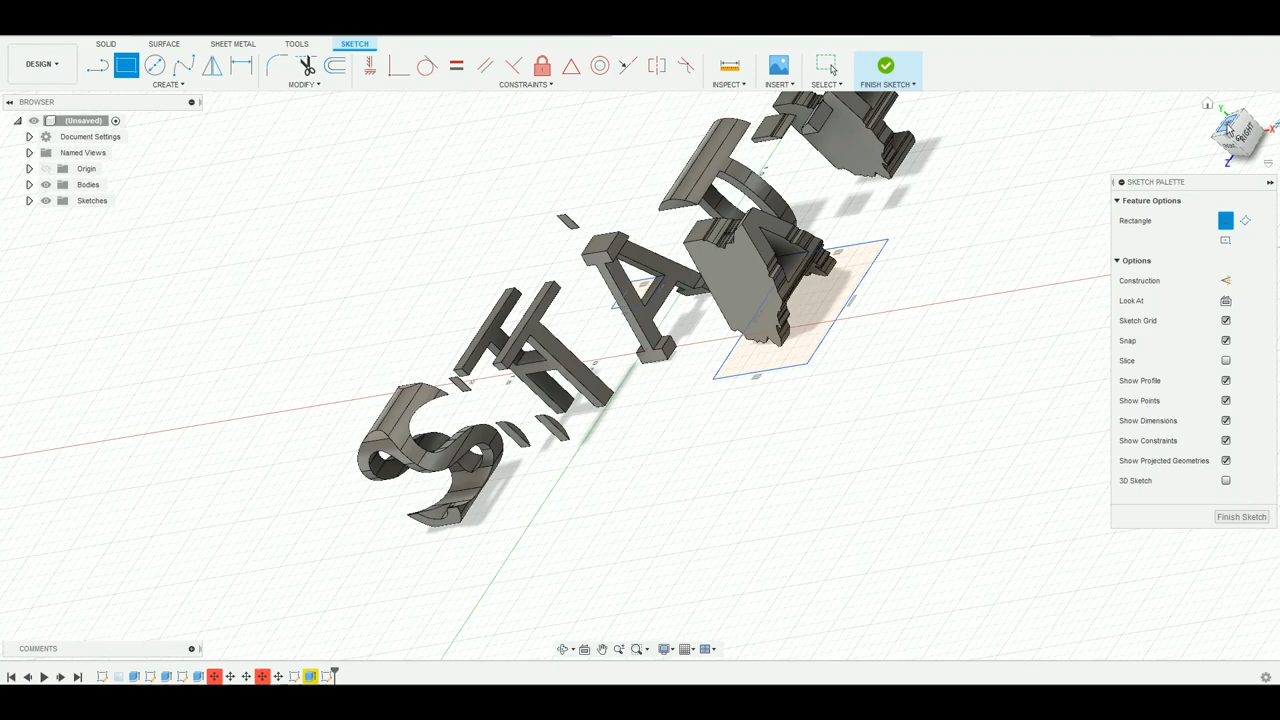 SOLID SURFACE SHEET METAL TOOLS SKETCH
DESIGN
CREATE MODIFY CONSTRAINTS INSPECT INSERT SELECT FINISH SKETCH
BROWSER
(Unsaved)
Document Settings
Named Views
Origin
Bodies
Sketches
Y
X
RIGHT
Z
SKETCH PALETTE
Feature Options
Rectangle
Options
Construction
Look At
Sketch Grid
Snap
Slice
Show Profile
Show Points
Show Dimensions
Show Constraints
Show Projected Geometries
3D Sketch
Finish Sketch
COMMENTS